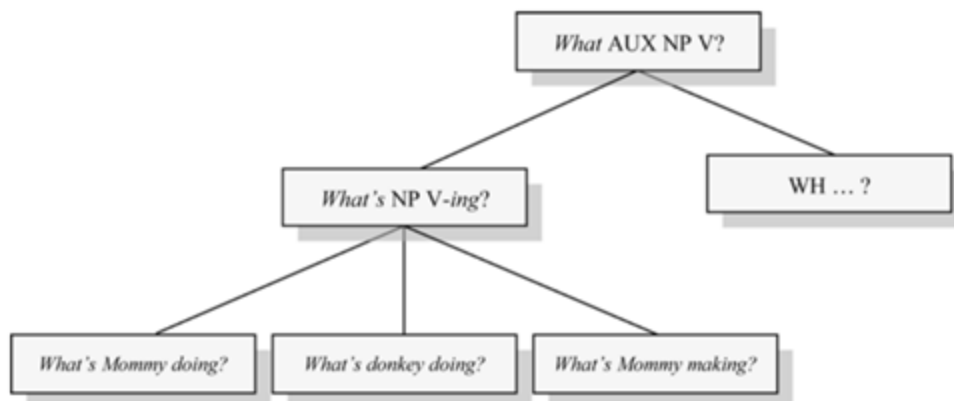 What AUX NP V?
What's NP V-ing?
WH … ?
What's Mommy doing?
What's donkey doing?
What's Mommy making?